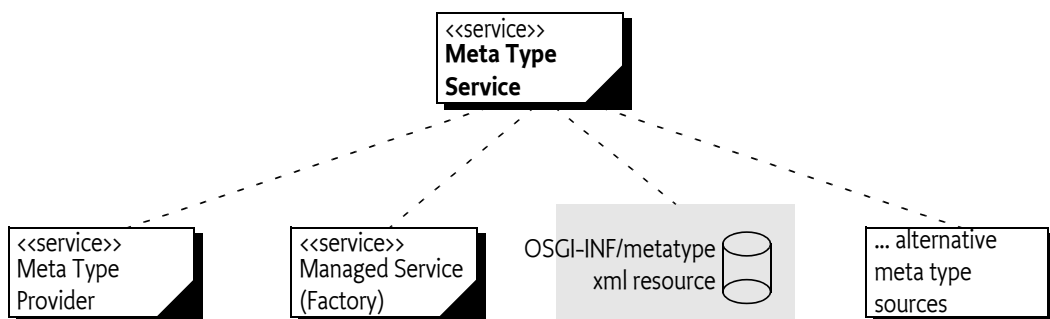 <<service>>
Meta Type
Service
<<service>>
Meta Type
Provider
<<service>>
Managed Service
(Factory)
OSGI-INF/metatype
xml resource
... alternative
meta type
sources